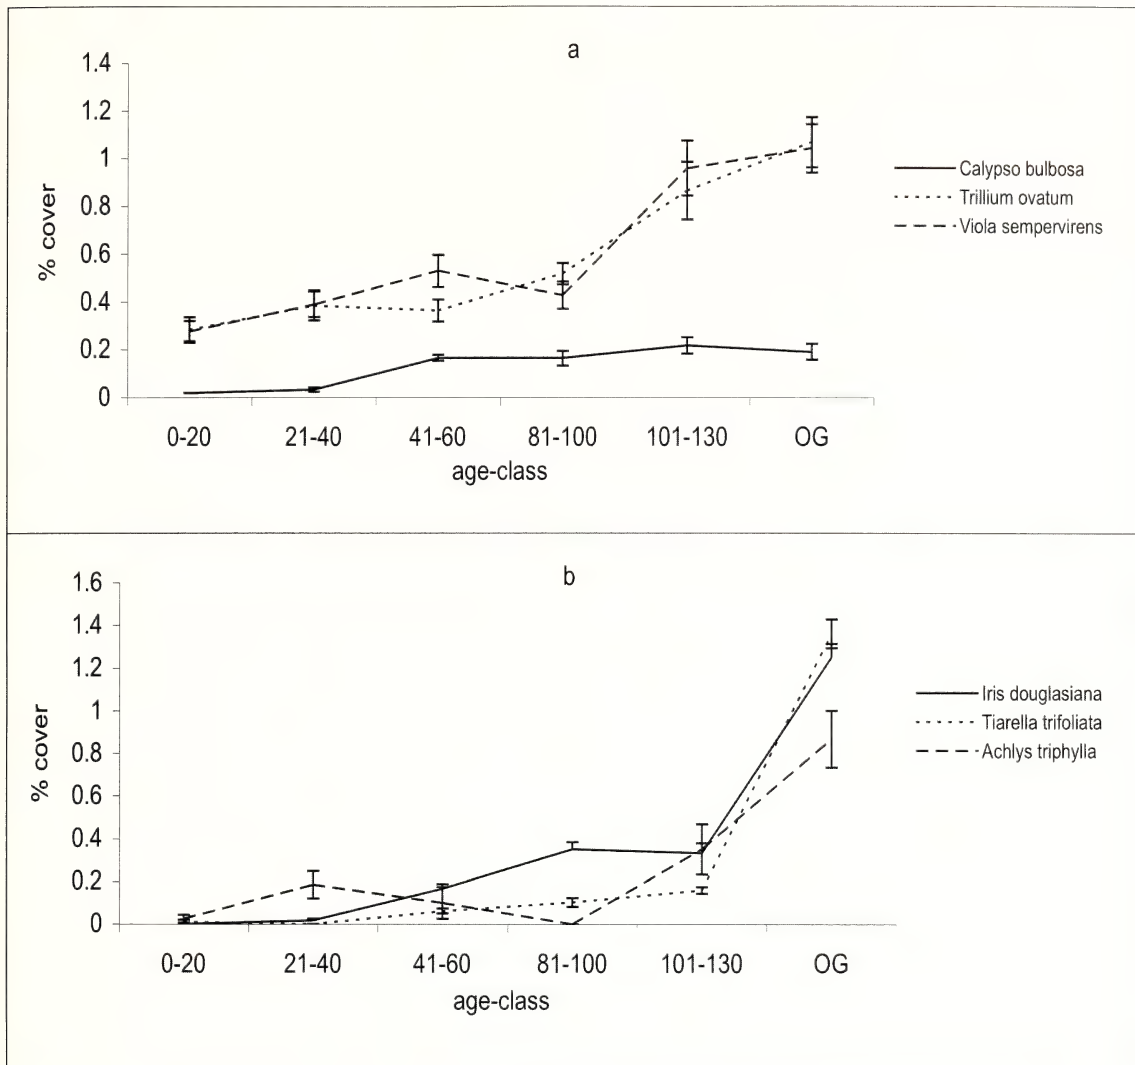 a
1.4
1.2
1
0.8
0.6
0.4
0.2
0
% cover
0-20 21-40 41-60 81-100 101-130 OG
age-class
Calypso bulbosa
Trillium ovatum
Viola sempervirens
b
1.6
1.4
1.2
1
0.8
0.6
0.4
0.2
0
% cover
0-20 21-40 41-60 81-100 101-130 OG
age-class
Iris douglasiana
Tiarella trifoliata
Achlys triphylla